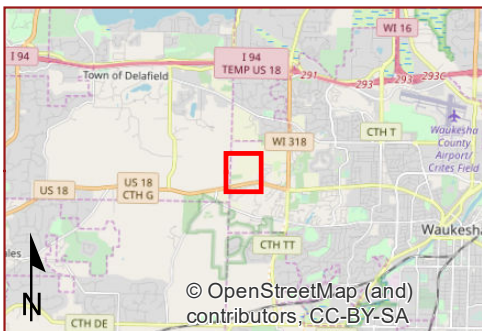 WI 16
I 94
I 94
TEMP US 18
291
293
293
293C
Town of Delafield
CTH T
Waukesha
County
Airport/
Crites Field
WI 318
US 18
CTH G
US 18
Waukesha
CTH TT
N
© OpenStreetMap (and)
contributors, CC-BY-SA
CTH DE